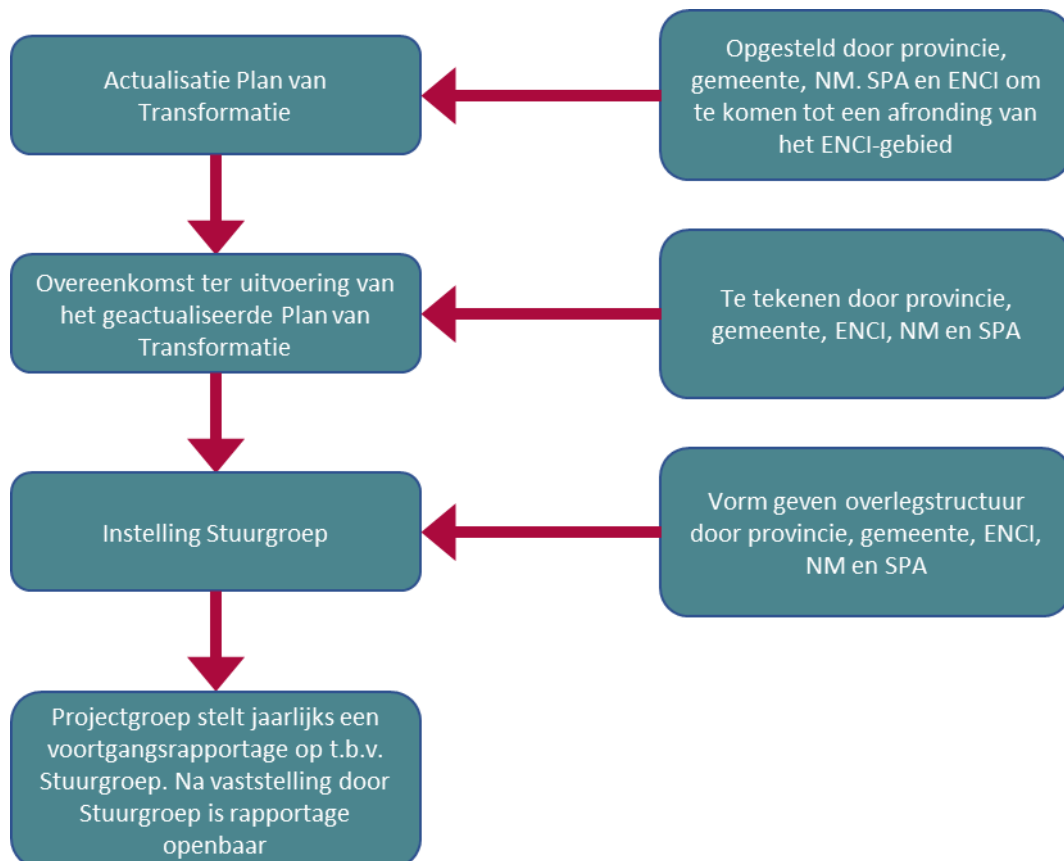 Actualisatie Plan van
Transformatie
Opgesteld door provincie,
gemeente, NM. SPA en ENCI om
te komen tot een afronding van
het ENCI-gebied
Overeenkomst ter uitvoering van
het geactualiseerde Plan van
Transformatie
Te tekenen door provincie,
gemeente, ENCI, NM en SPA
Instelling Stuurgroep
Vorm geven overlegstructuur
door provincie, gemeente, ENCI,
NM en SPA
Projectgroep stelt jaarlijks een
voortgangsrapportage op t.b.v.
Stuurgroep. Na vaststelling door
Stuurgroep is rapportage
openbaar